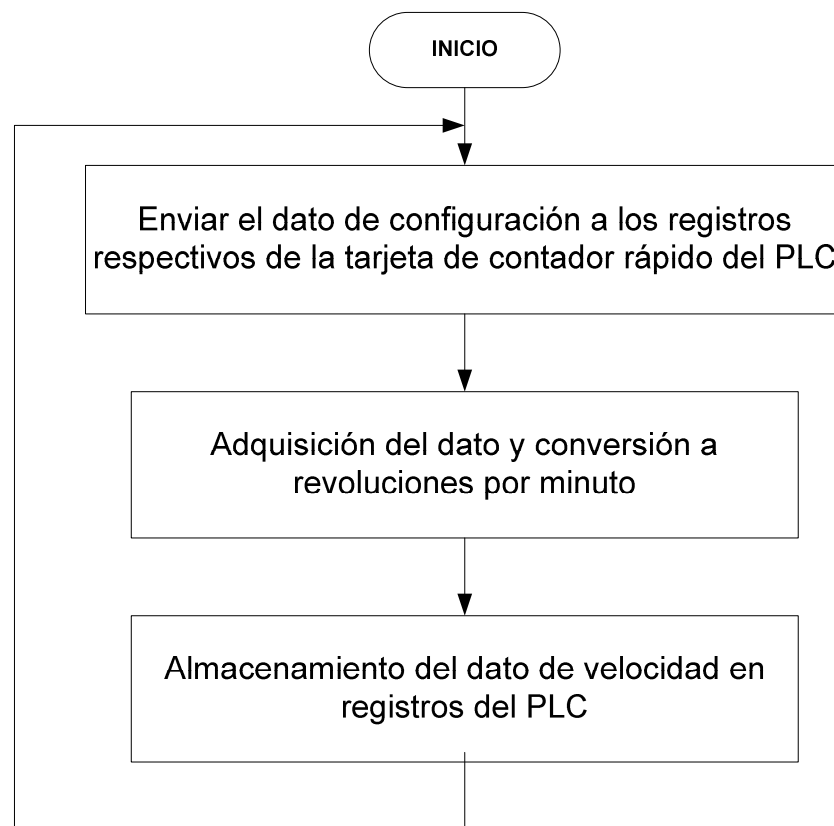 INICIO
Enviar el dato de configuración a los registros
respectivos de la tarjeta de contador rápido del PLC
Adquisición del dato y conversión a
revoluciones por minuto
Almacenamiento del dato de velocidad en
registros del PLC